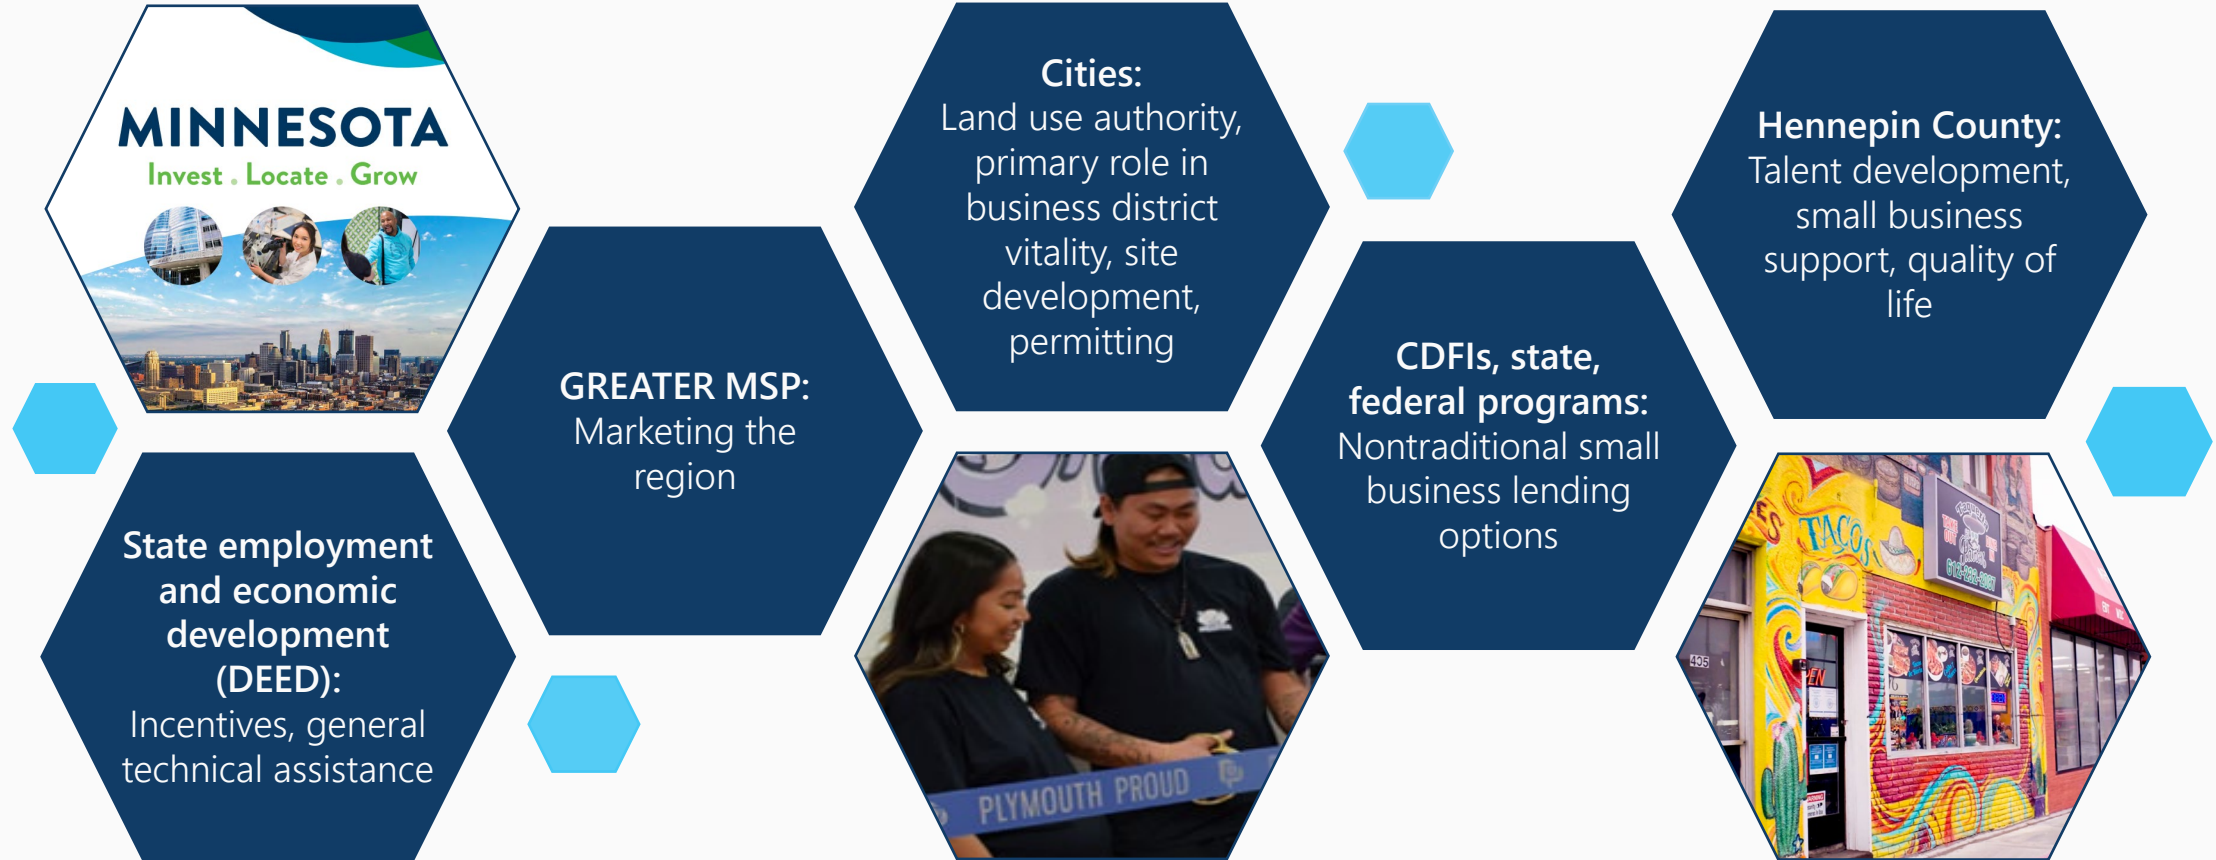 MINNESOTA
Invest . Locate . Grow
State employment
and economic
development
(DEED):
Incentives, general
technical assistance
GREATER MSP:
Marketing the
region
Cities:
Land use authority,
primary role in
business district
vitality, site
development,
permitting
PLYMOUTH PROUD
CDFIs, state,
federal programs:
Nontraditional small
business lending
options
Hennepin County:
Talent development,
small business
support, quality of
life
TACOS
435